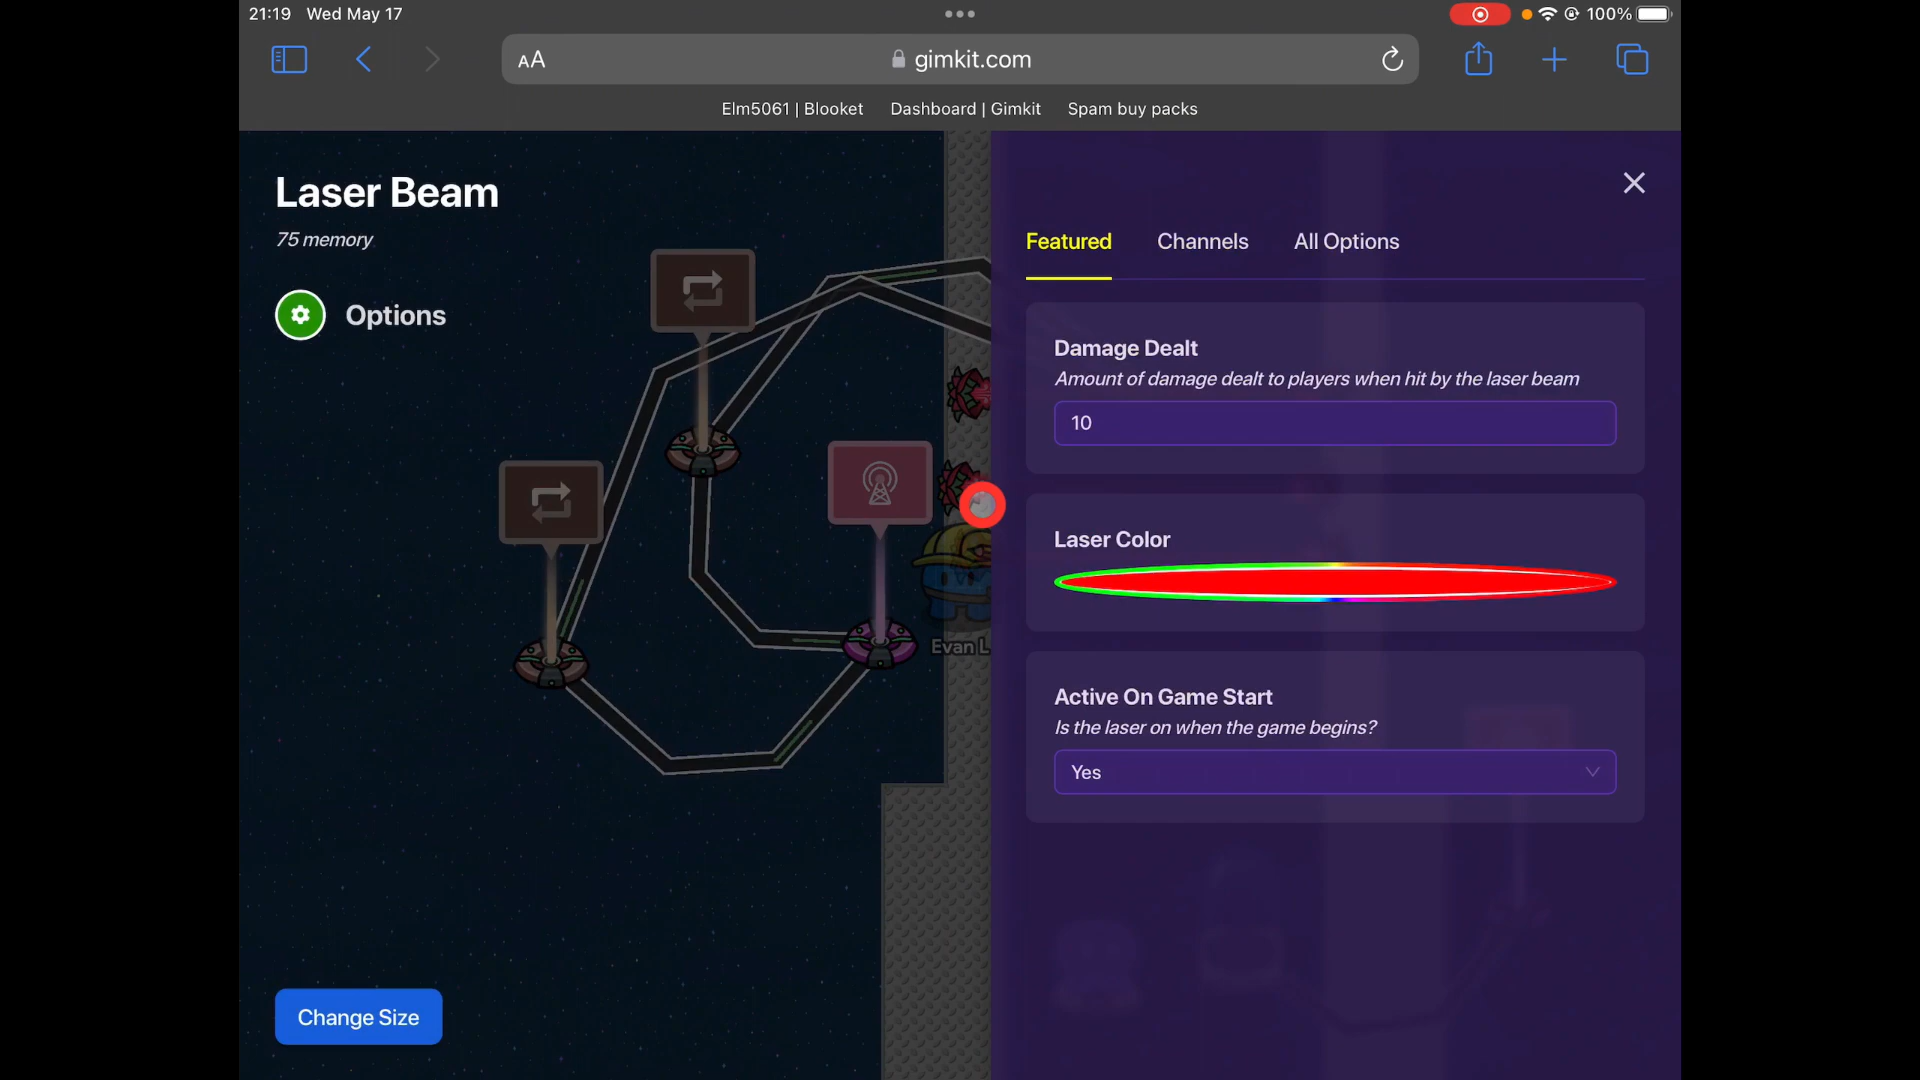 21:19 Wed May 17
100%
AA gimkit.com
Elm5061 | Blooket Dashboard | Gimkit Spam buy packs
Laser Beam
75 memory
Options
Featured Channels All Options
Damage Dealt
Amount of damage dealt to players when hit by the laser beam
10
Laser Color
Evan L
Active On Game Start
Is the laser on when the game begins?
Yes
Change Size